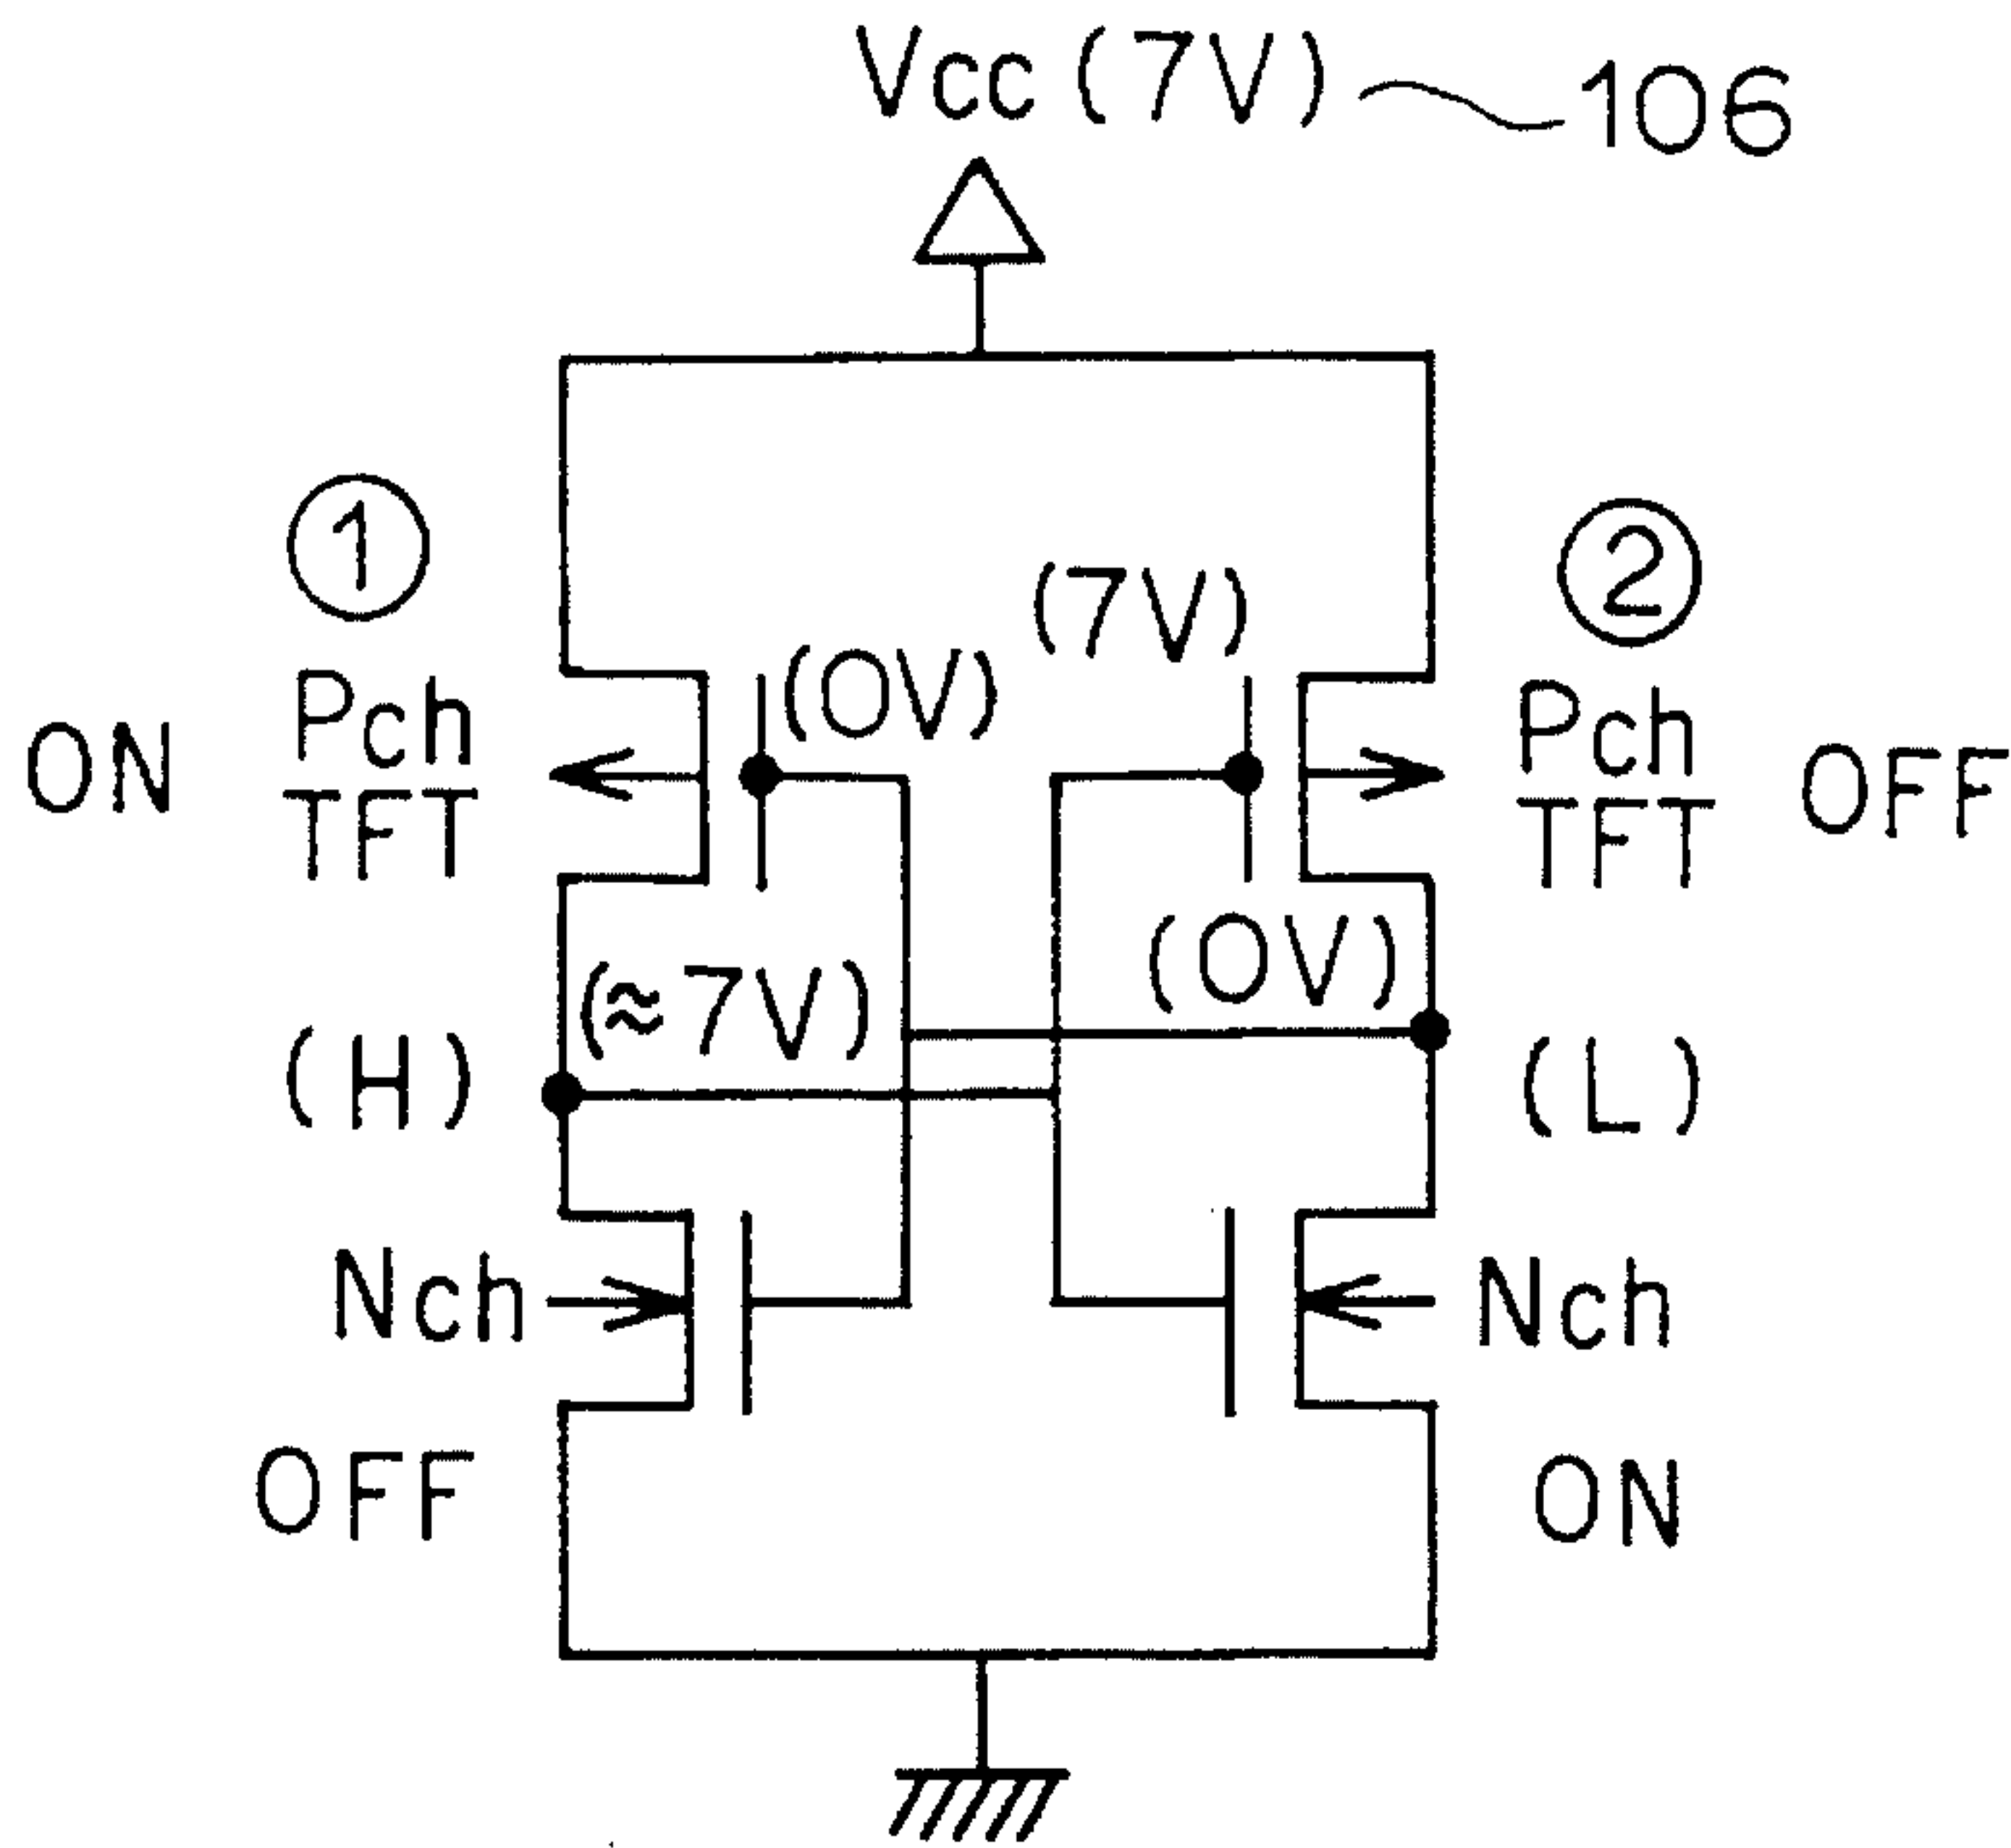 Vcc(7V) 106
① ②
(7V)
(0V)
Pch Pch
ON TFT TFT OFF
(0V)
(≈7V)
(H) (L)
Nch Nch
OFF ON